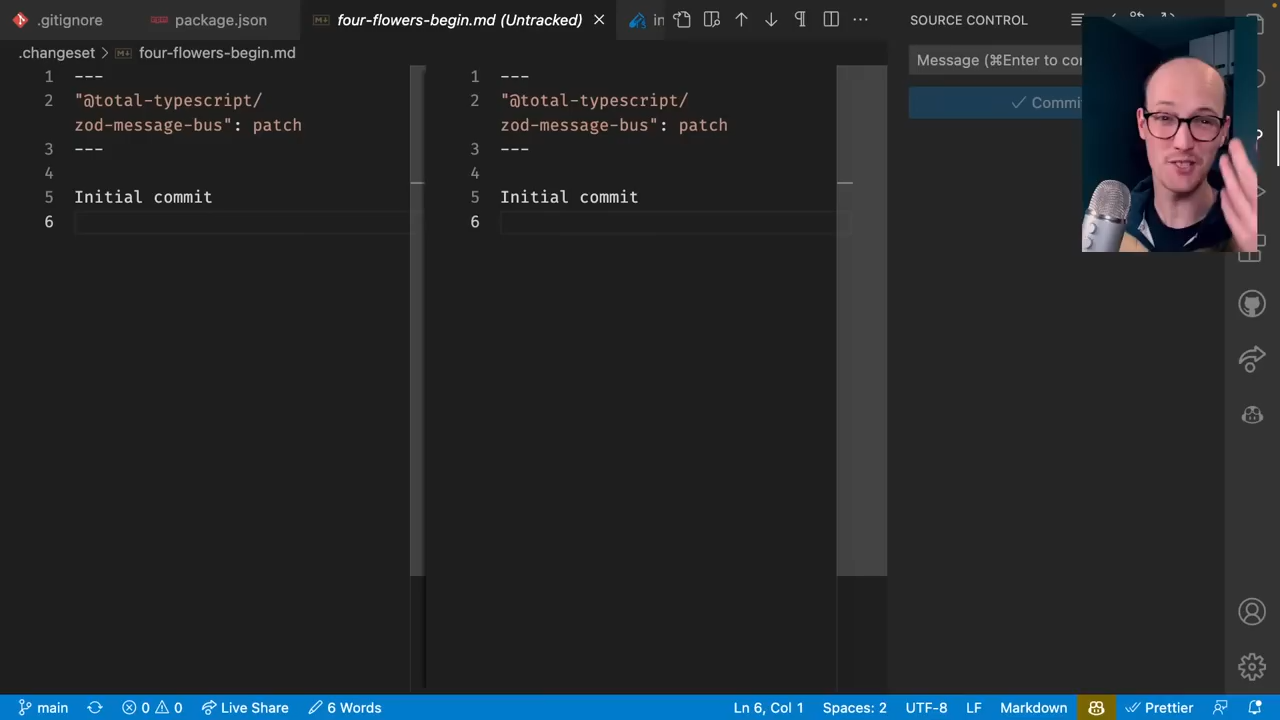 .gitignore
package.json
four-flowers-begin.md (Untracked)
in
SOURCE CONTROL
.changeset > four-flowers-begin.md
Message (⌘Enter to co
Commi
1 ---
2 "@total-typescript/
zod-message-bus": patch
3 ---
4
5 Initial commit
6
1 ---
2 "@total-typescript/
zod-message-bus": patch
3 ---
4
5 Initial commit
6
main
0 0
Live Share
6 Words
Ln 6, Col 1
Spaces: 2
UTF-8
LF
Markdown
Prettier